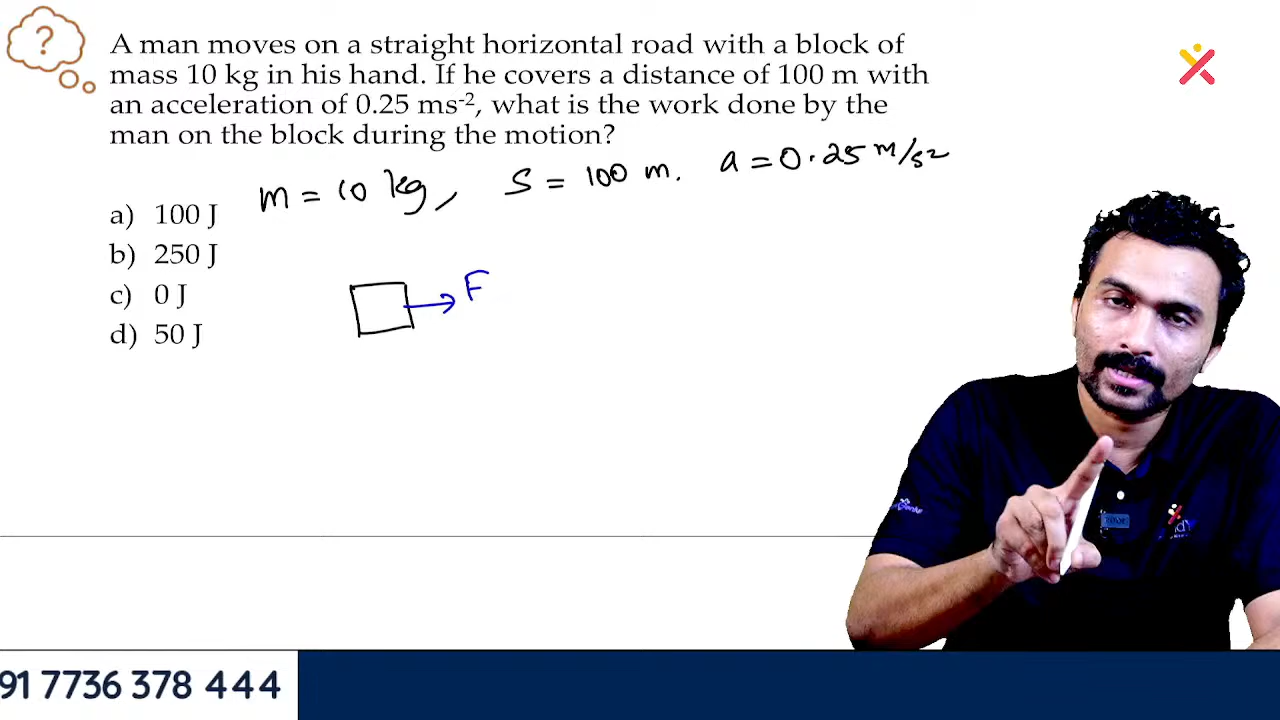 ?
A man moves on a straight horizontal road with a block of
mass 10 kg in his hand. If he covers a distance of 100 m with
an acceleration of 0.25 ms-2, what is the work done by the
man on the block during the motion?
m = 10 kg, S = 100 m. a = 0.25 m/s2
a) 100 J
b) 250 J
c) 0 J
d) 50 J
F
91 7736 378 444